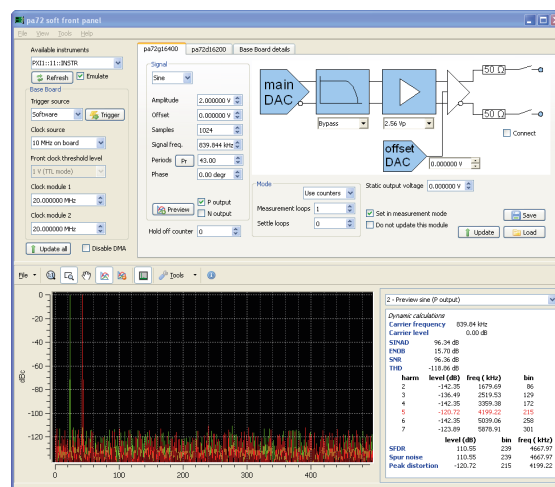 pa72 soft front panel
File View Tools Help
Available instruments
PXI1::11::INSTR
Refresh Emulate
Base Board
Trigger source
Software Trigger
Clock source
10 MHz on board
Front clock threshold level
1 V (TTL mode)
Clock module 1
20.000000 MHz
Clock module 2
20.000000 MHz
Update all Disable DMA
pa72g16400 pa72d16200 Base Board details
Signal
Sine
Amplitude 2.000000 V
Offset 0.000000 V
Samples 1024
Signal freq. 839.844 kHz
Periods Pr 43.00
Phase 0.00 degr
Preview P output
N output
Hold off counter 0
main
DAC
Bypass
2.56 Vp
50 Ω
50 Ω
Connect
offset
DAC
0.000000 V
Mode
Use counters
Measurement loops 1
Settle loops 0
Static output voltage 0.000000 V
Set in measurement mode
Do not update this module
Save
Update Load
File Tools
dBc
0
-20
-40
-60
-80
-100
-120
0 100 200 300 400
2 - Preview sine (P output)
Dynamic calculations
Carrier frequency 839.84 kHz
Carrier level 0.00 dB
SINAD 96.34 dB
ENOB 15.70 dB
SNR 96.36 dB
THD -118.86 dB
harm level (dB) freq ( kHz) bin
2 -142.35 1679.69 86
3 -136.49 2519.53 129
4 -142.35 3359.38 172
5 -120.72 4199.22 215
6 -142.35 5039.06 258
7 -123.89 5878.91 301
level (dB) bin freq ( kHz)
SFDR 110.55 239 4667.97
Spur noise 110.55 239 4667.97
Peak distortion -120.72 215 4199.22